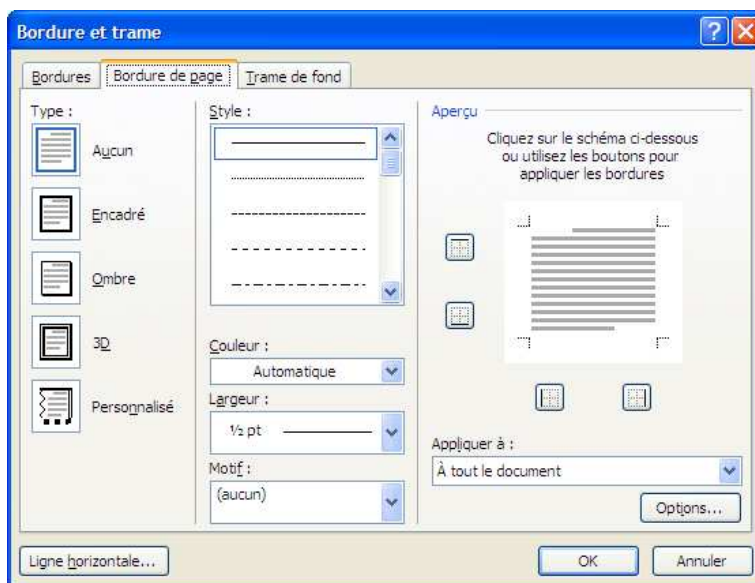 Bordure et trame
Bordures
Bordure de page
Trame de fond
Type :
Aucun
Encadré
Ombre
3D
Personnalisé
Style :
Couleur :
Automatique
Largeur :
½ pt
Motif :
(aucun)
Aperçu
Cliquez sur le schéma ci-dessous
ou utilisez les boutons pour
appliquer les bordures
Appliquer à :
À tout le document
Options...
Ligne horizontale...
OK
Annuler